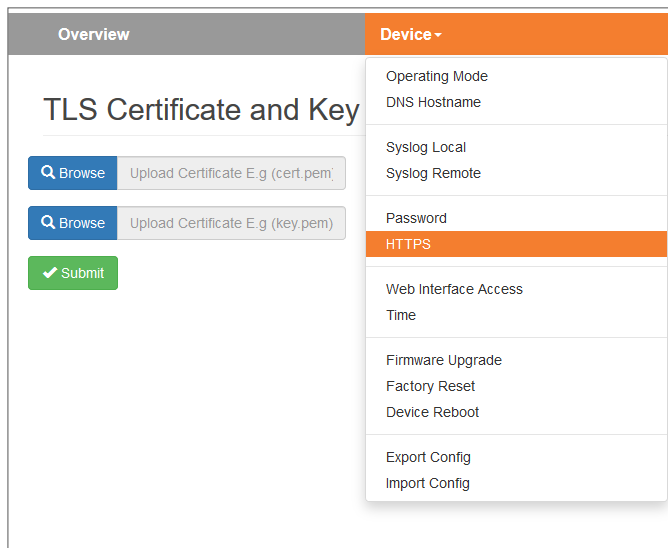 Overview
Device
TLS Certificate and Key
Browse
Upload Certificate E.g (cert.pem)
Browse
Upload Certificate E.g (key.pem)
Submit
Operating Mode
DNS Hostname
Syslog Local
Syslog Remote
Password
HTTPS
Web Interface Access
Time
Firmware Upgrade
Factory Reset
Device Reboot
Export Config
Import Config